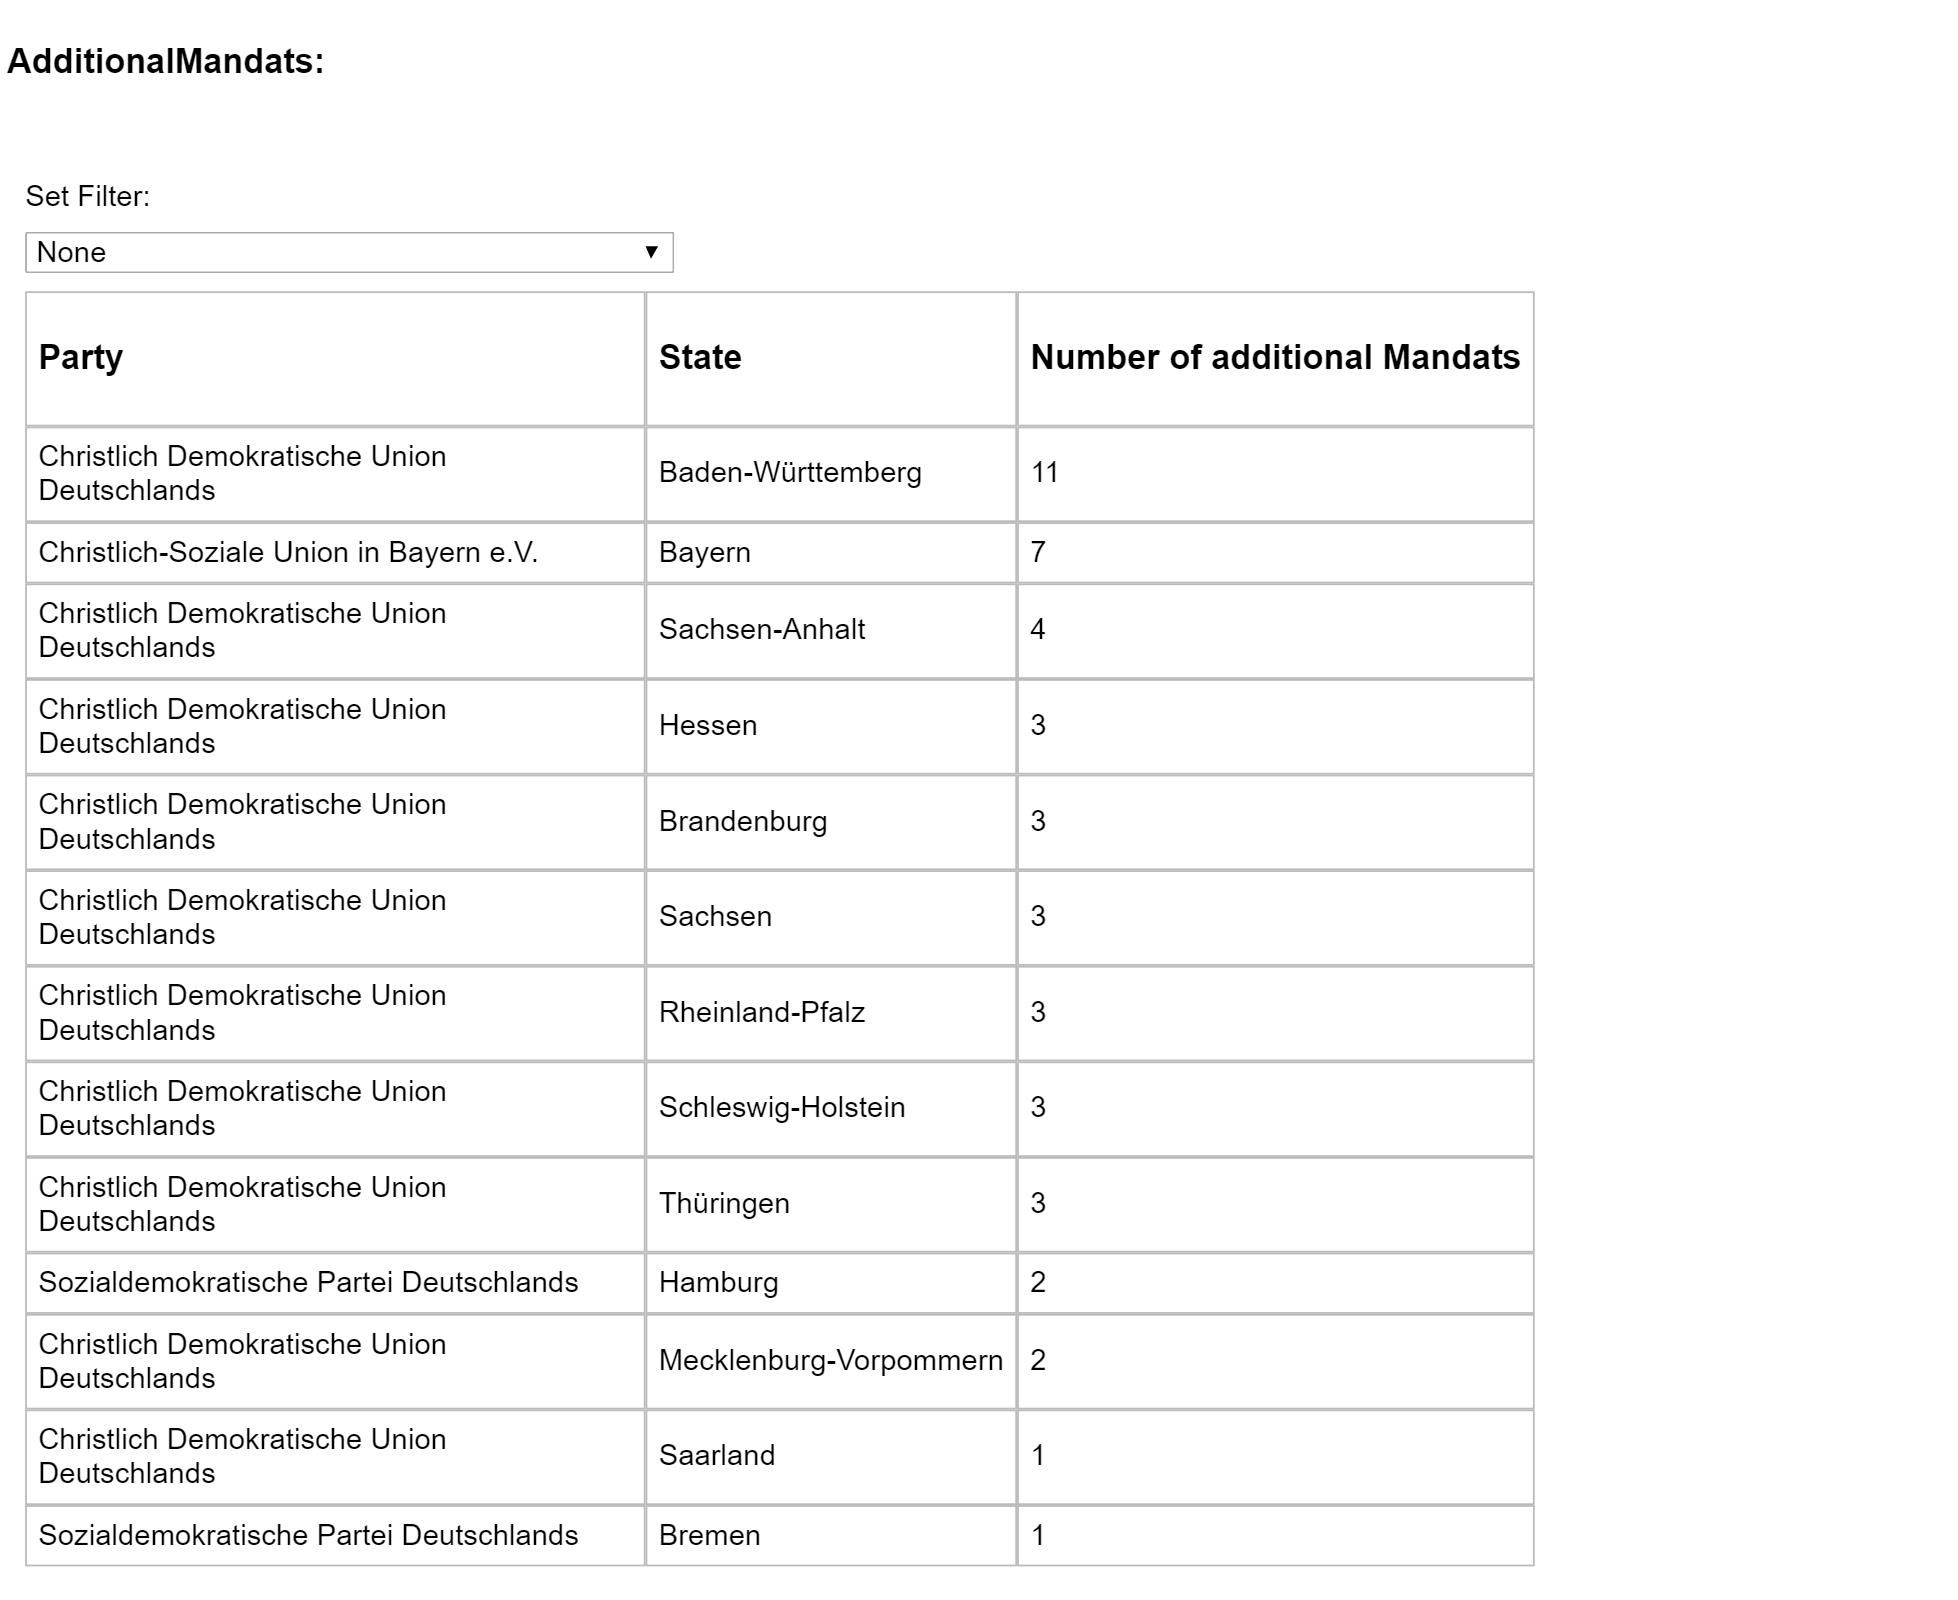 AdditionalMandats:
Set Filter:
None ▼
Party State Number of additional Mandats
Christlich Demokratische Union
Deutschlands
Baden-Württemberg 11
Christlich-Soziale Union in Bayern e.V. Bayern 7
Christlich Demokratische Union
Deutschlands
Sachsen-Anhalt 4
Christlich Demokratische Union
Deutschlands
Hessen 3
Christlich Demokratische Union
Deutschlands
Brandenburg 3
Christlich Demokratische Union
Deutschlands
Sachsen 3
Christlich Demokratische Union
Deutschlands
Rheinland-Pfalz 3
Christlich Demokratische Union
Deutschlands
Schleswig-Holstein 3
Christlich Demokratische Union
Deutschlands
Thüringen 3
Sozialdemokratische Partei Deutschlands Hamburg 2
Christlich Demokratische Union
Deutschlands
Mecklenburg-Vorpommern 2
Christlich Demokratische Union
Deutschlands
Saarland 1
Sozialdemokratische Partei Deutschlands Bremen 1